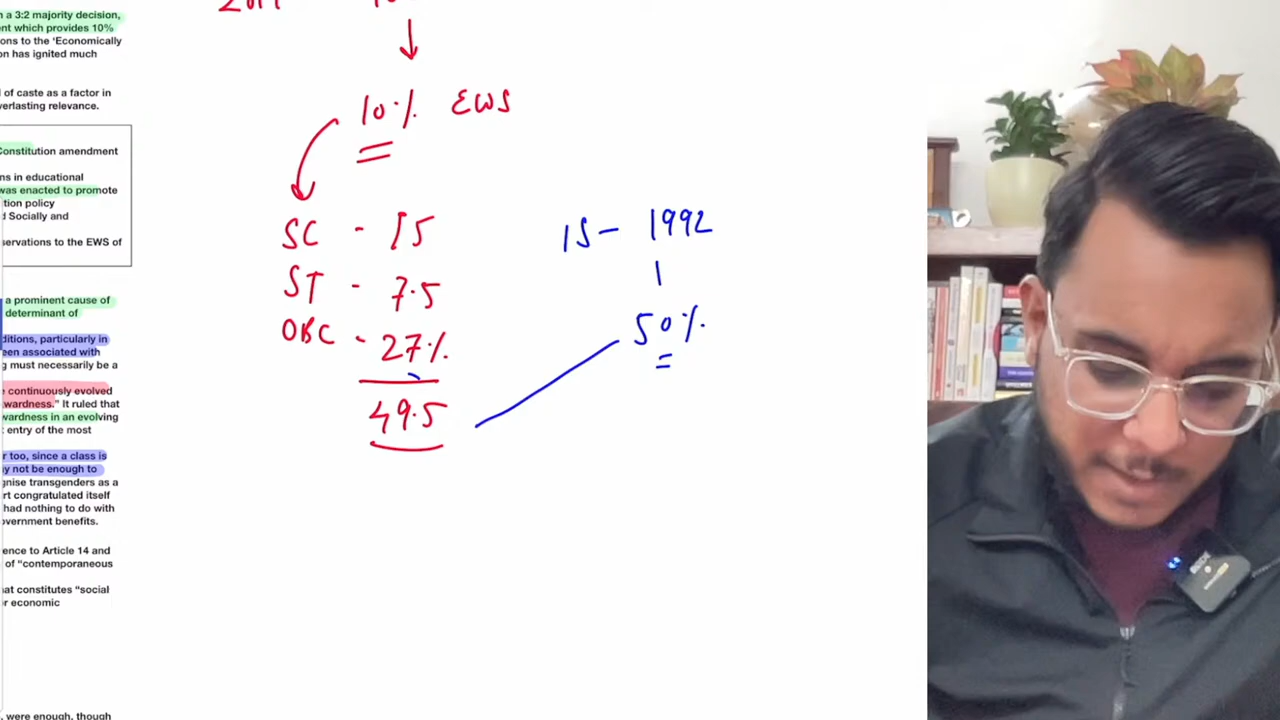 n a 3:2 majority decision,
ent which provides 10%
ons to the ‘Economically
on has ignited much
of caste as a factor in
verlasting relevance.
Constitution amendment
ns in educational
was enacted to promote
tion policy
d Socially and
servations to the EWS of
a prominent cause of
determinant of
ditions, particularly in
een associated with
g must necessarily be a
e continuously evolved
wardness.” It ruled that
wardness in an evolving
t entry of the most
r too, since a class is
y not be enough to
gnise transgenders as a
rt congratulated itself
had nothing to do with
overnment benefits.
ence to Article 14 and
of “contemporaneous
at constitutes “social
r economic
, were enough, though
10% EWS
SC - 15
ST - 7.5
OBC - 27%
49.5
IS - 1992
50%